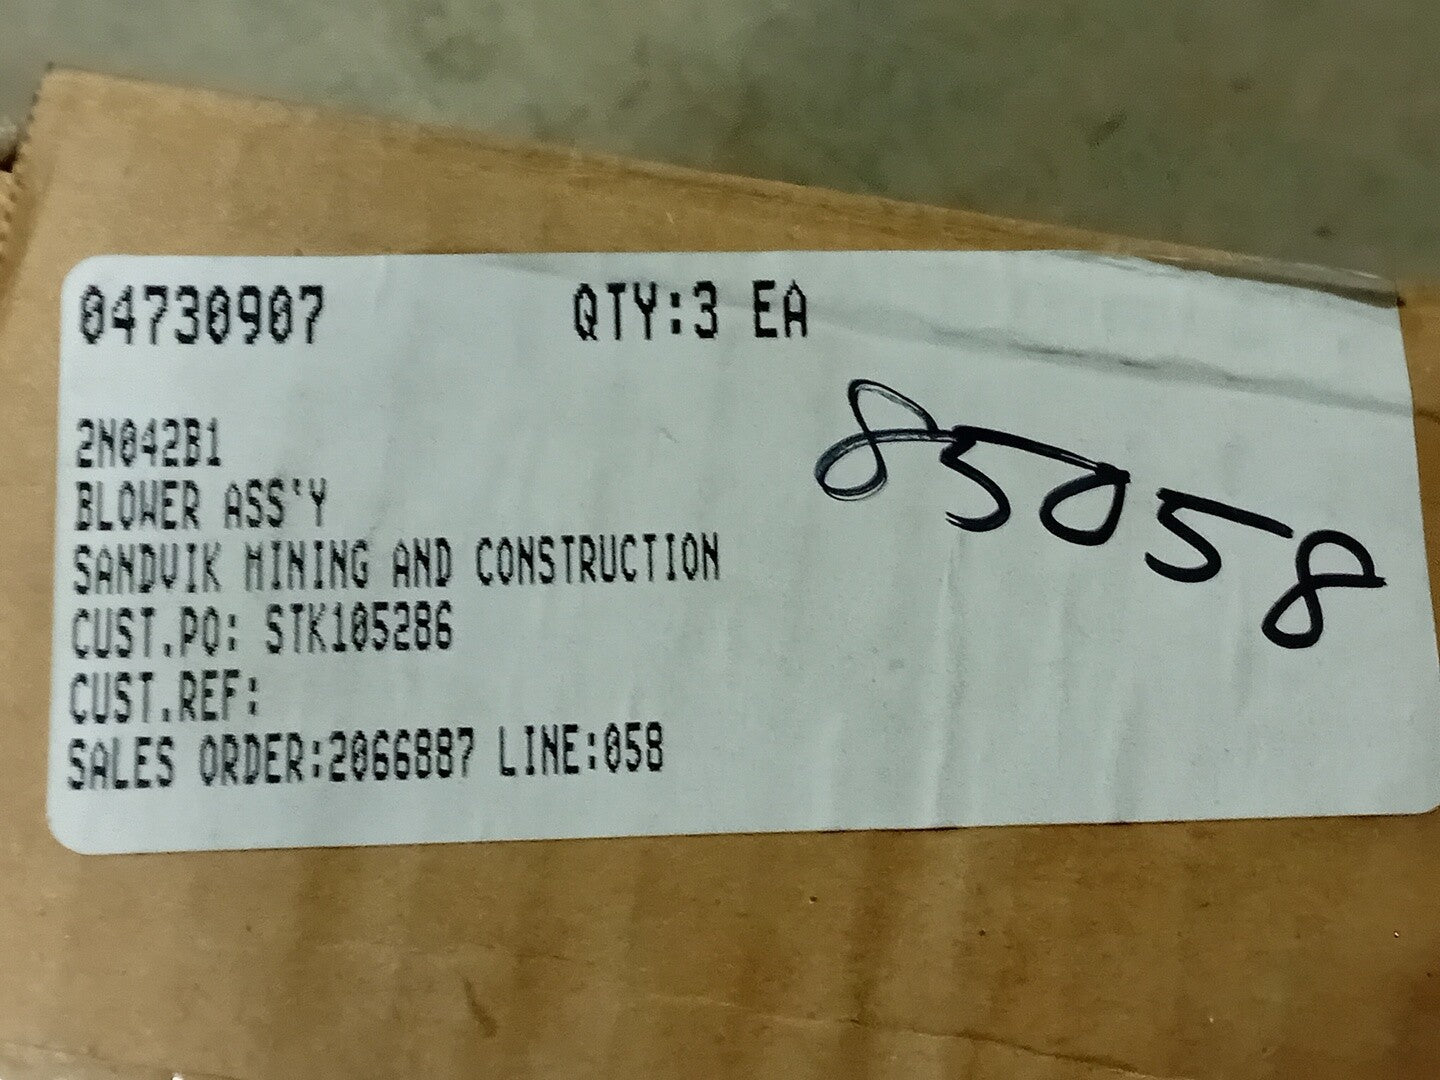 04730907 QTY:3 EA
2N042B1
BLOWER ASS'Y
SANDVIK MINING AND CONSTRUCTION
CUST.PO: STK105286
CUST.REF:
SALES ORDER:2066887 LINE:058
85058